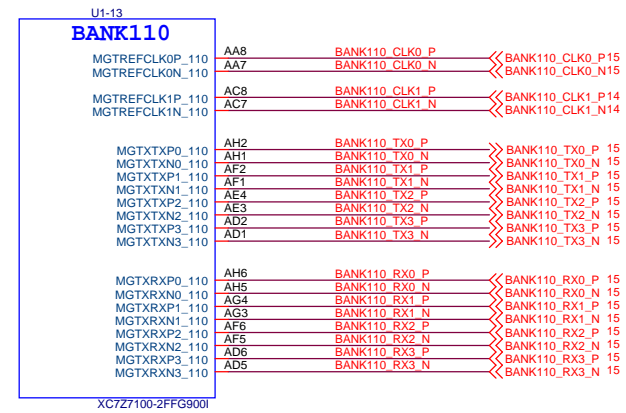 U1-13
BANK110
MGTREFCLK0P_110 AA8 BANK110_CLK0_P BANK110_CLK0_P 15
MGTREFCLK0N_110 AA7 BANK110_CLK0_N BANK110_CLK0_N 15
MGTREFCLK1P_110 AC8 BANK110_CLK1_P BANK110_CLK1_P 14
MGTREFCLK1N_110 AC7 BANK110_CLK1_N BANK110_CLK1_N 14
MGTXTXP0_110 AH2 BANK110_TX0_P BANK110_TX0_P 15
MGTXTXN0_110 AH1 BANK110_TX0_N BANK110_TX0_N 15
MGTXTXP1_110 AF2 BANK110_TX1_P BANK110_TX1_P 15
MGTXTXN1_110 AF1 BANK110_TX1_N BANK110_TX1_N 15
MGTXTXP2_110 AE4 BANK110_TX2_P BANK110_TX2_P 15
MGTXTXN2_110 AE3 BANK110_TX2_N BANK110_TX2_N 15
MGTXTXP3_110 AD2 BANK110_TX3_P BANK110_TX3_P 15
MGTXTXN3_110 AD1 BANK110_TX3_N BANK110_TX3_N 15
MGTXRXP0_110 AH6 BANK110_RX0_P BANK110_RX0_P 15
MGTXRXN0_110 AH5 BANK110_RX0_N BANK110_RX0_N 15
MGTXRXP1_110 AG4 BANK110_RX1_P BANK110_RX1_P 15
MGTXRXN1_110 AG3 BANK110_RX1_N BANK110_RX1_N 15
MGTXRXP2_110 AF6 BANK110_RX2_P BANK110_RX2_P 15
MGTXRXN2_110 AF5 BANK110_RX2_N BANK110_RX2_N 15
MGTXRXP3_110 AD6 BANK110_RX3_P BANK110_RX3_P 15
MGTXRXN3_110 AD5 BANK110_RX3_N BANK110_RX3_N 15
XC7Z7100-2FFG900I